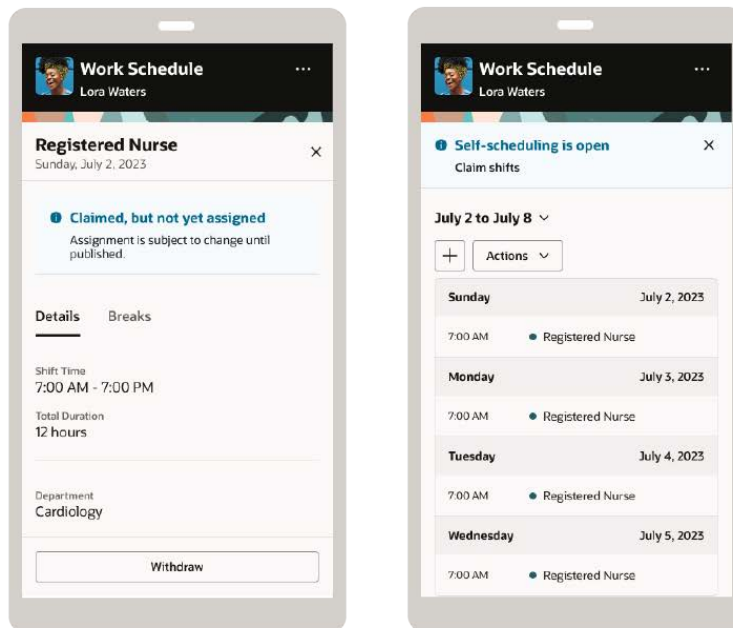 Work Schedule
Lora Waters
Registered Nurse
Sunday, July 2, 2023
Claimed, but not yet assigned
Assignment is subject to change until
published.
Details Breaks
Shift Time
7:00 AM - 7:00 PM
Total Duration
12 hours
Department
Cardiology
Withdraw
Work Schedule
Lora Waters
Self-scheduling is open
Claim shifts
July 2 to July 8
Actions
Sunday July 2, 2023
7:00 AM Registered Nurse
Monday July 3, 2023
7:00 AM Registered Nurse
Tuesday July 4, 2023
7:00 AM Registered Nurse
Wednesday July 5, 2023
7:00 AM Registered Nurse